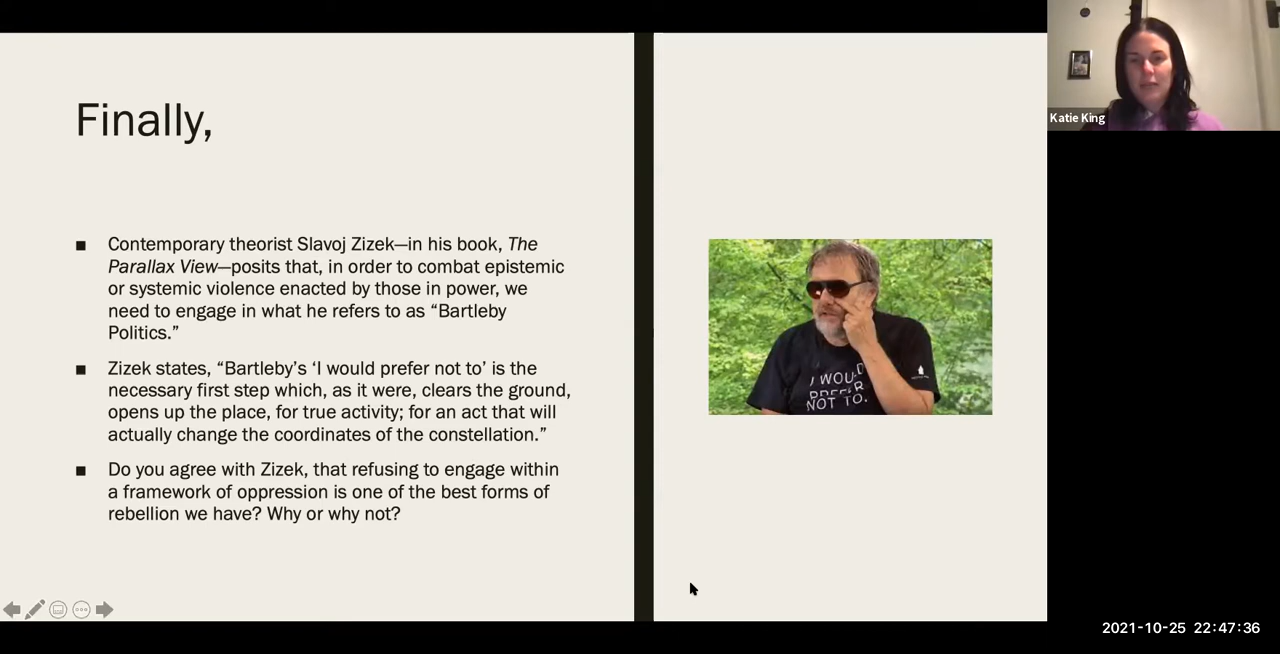 Finally,
■ Contemporary theorist Slavoj Zizek—in his book, The
Parallax View—posits that, in order to combat epistemic
or systemic violence enacted by those in power, we
need to engage in what he refers to as “Bartleby
Politics.”
■ Zizek states, “Bartleby’s ‘I would prefer not to’ is the
necessary first step which, as it were, clears the ground,
opens up the place, for true activity; for an act that will
actually change the coordinates of the constellation.”
■ Do you agree with Zizek, that refusing to engage within
a framework of oppression is one of the best forms of
rebellion we have? Why or why not?
I WOULD
PREFER
NOT TO.
Katie King
2021-10-25 22:47:36